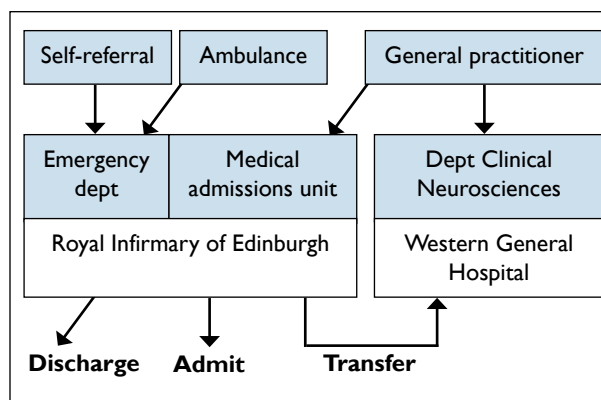 Self-referral
Ambulance
General practitioner
Emergency
dept
Medical
admissions unit
Dept Clinical
Neurosciences
Royal Infirmary of Edinburgh
Western General
Hospital
Discharge
Admit
Transfer